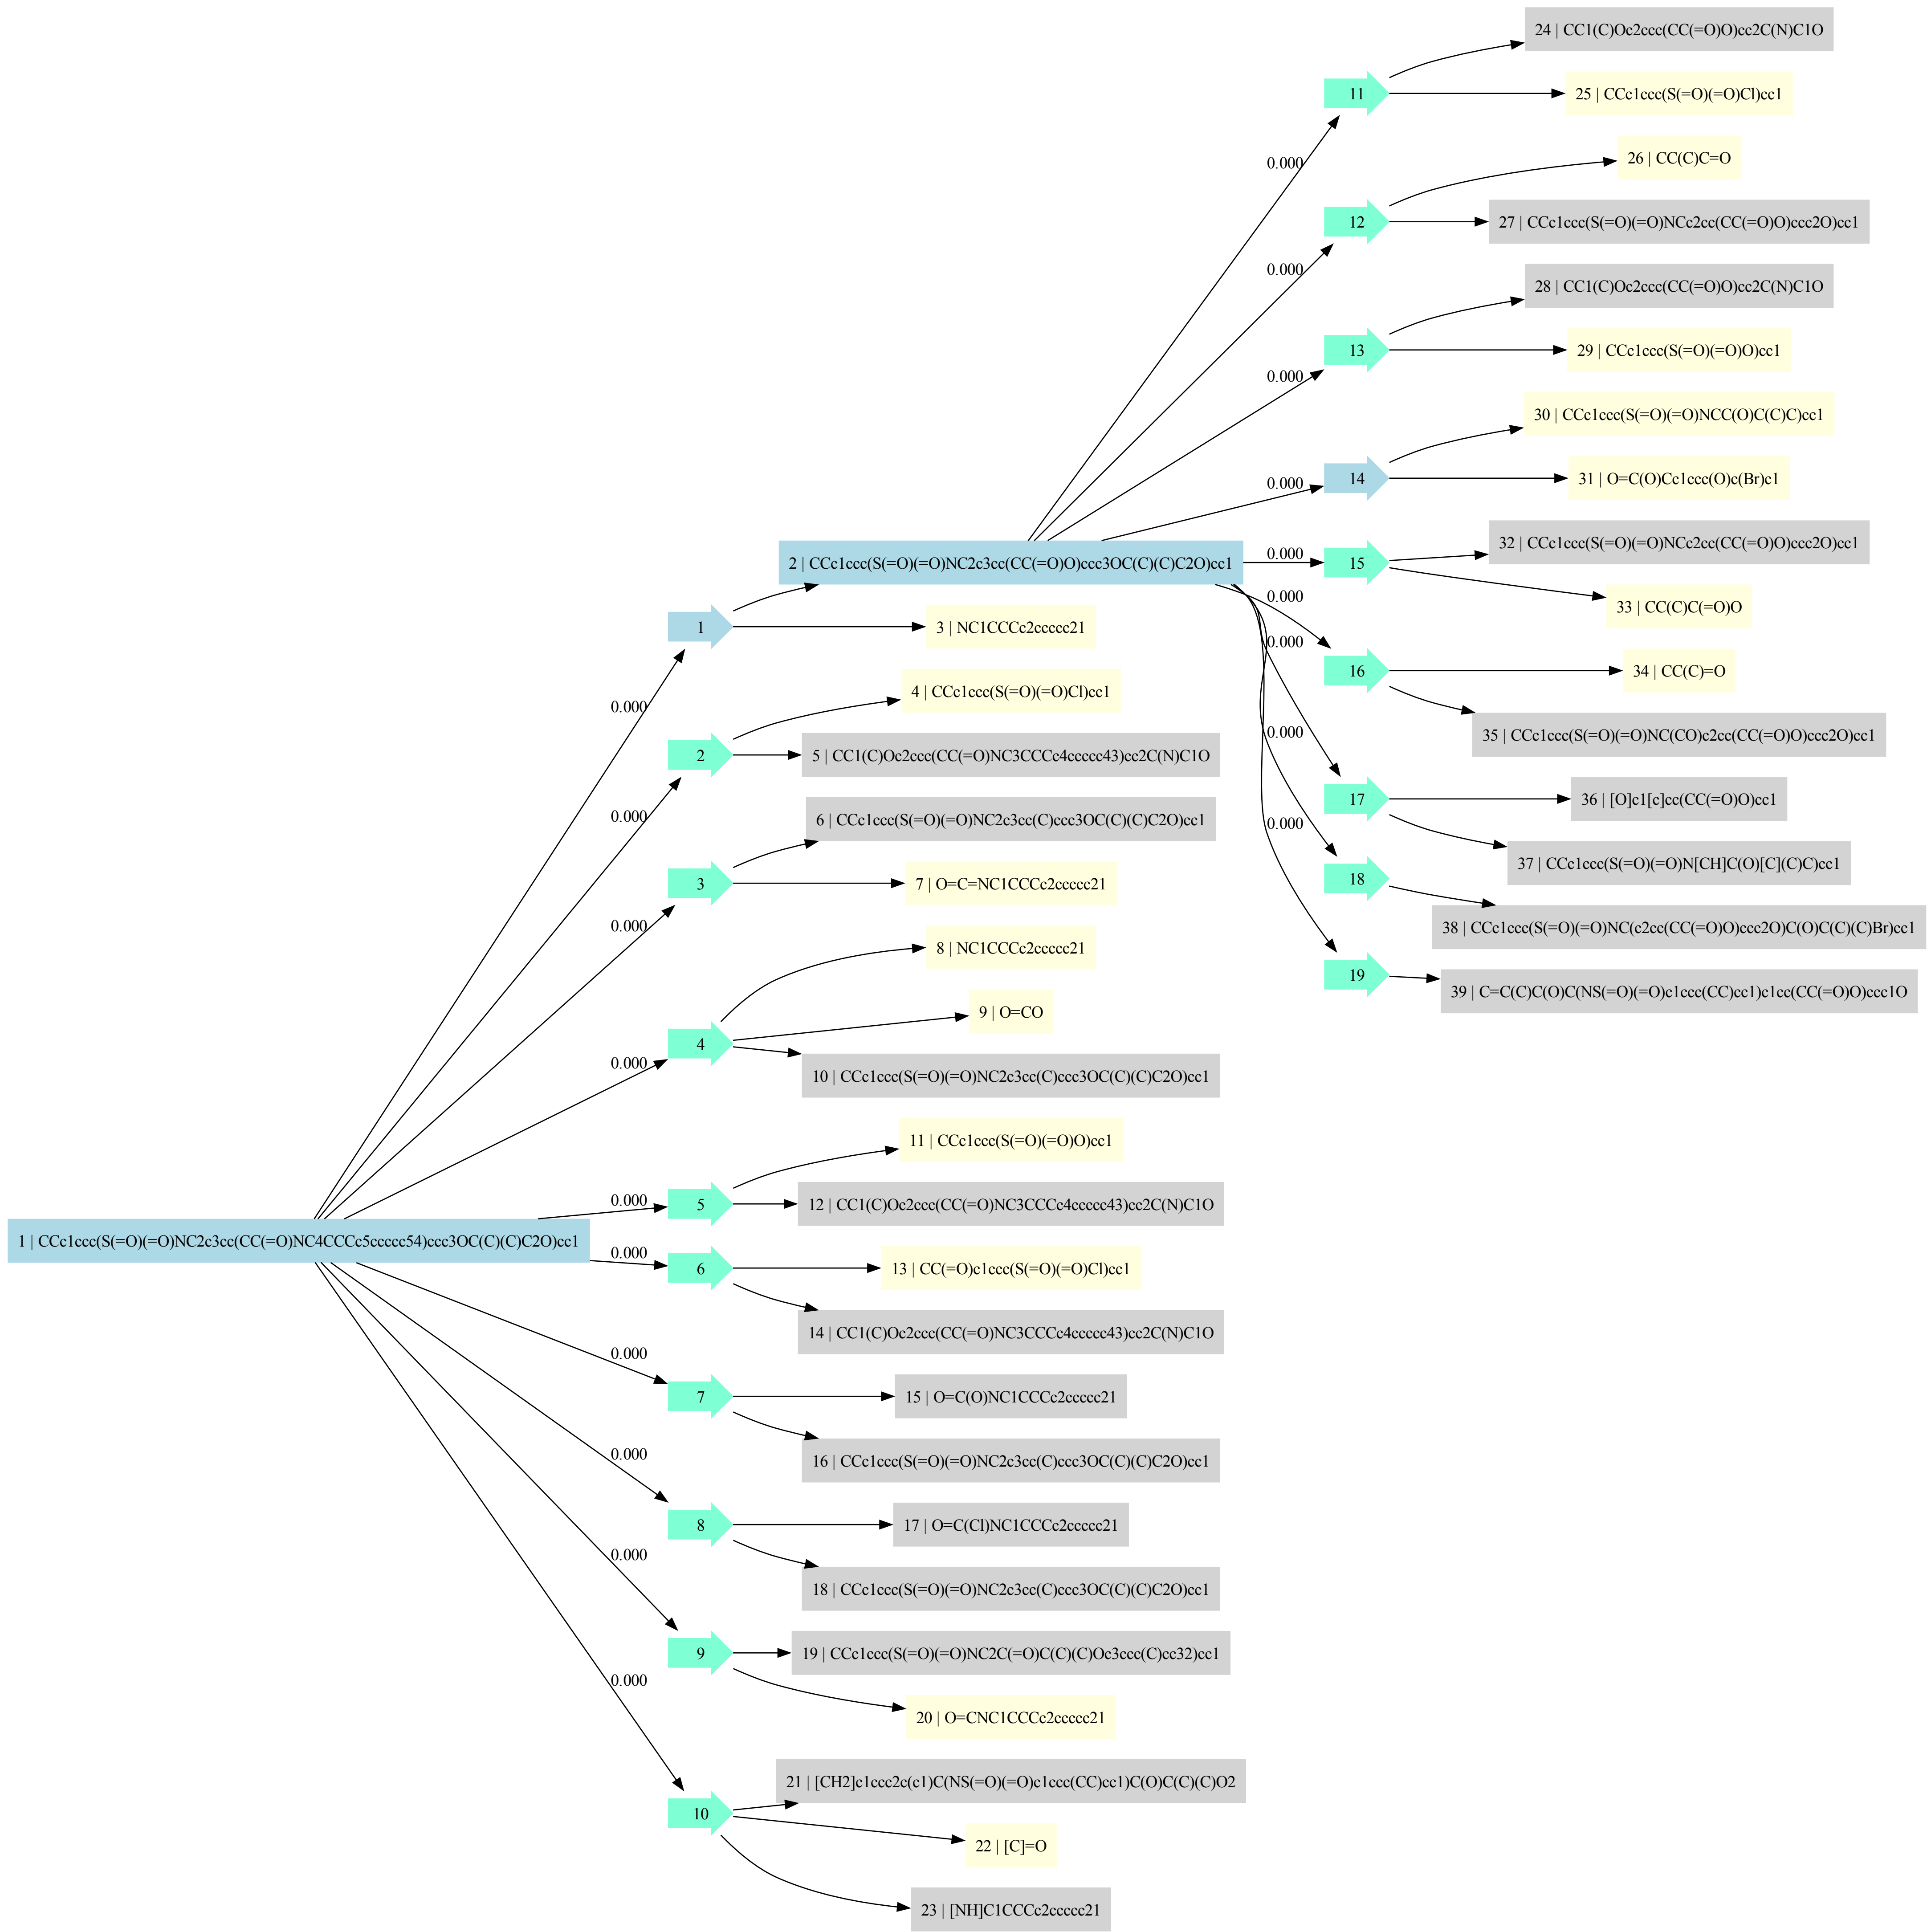 1 | CCc1ccc(S(=O)(=O)NC2c3cc(CC(=O)NC4CCCc5ccccc54)ccc3OC(C)(C)C2O)cc1
0.000
0.000
0.000
0.000
0.000
0.000
0.000
0.000
0.000
0.000
1
2
3
4
5
6
7
8
9
10
2 | CCc1ccc(S(=O)(=O)NC2c3cc(CC(=O)O)ccc3OC(C)(C)C2O)cc1
3 | NC1CCCc2ccccc21
4 | CCc1ccc(S(=O)(=O)Cl)cc1
5 | CC1(C)Oc2ccc(CC(=O)NC3CCCc4ccccc43)cc2C(N)C1O
6 | CCc1ccc(S(=O)(=O)NC2c3cc(C)ccc3OC(C)(C)C2O)cc1
7 | O=C=NC1CCCc2ccccc21
8 | NC1CCCc2ccccc21
9 | O=CO
10 | CCc1ccc(S(=O)(=O)NC2c3cc(C)ccc3OC(C)(C)C2O)cc1
11 | CCc1ccc(S(=O)(=O)O)cc1
12 | CC1(C)Oc2ccc(CC(=O)NC3CCCc4ccccc43)cc2C(N)C1O
13 | CC(=O)c1ccc(S(=O)(=O)Cl)cc1
14 | CC1(C)Oc2ccc(CC(=O)NC3CCCc4ccccc43)cc2C(N)C1O
15 | O=C(O)NC1CCCc2ccccc21
16 | CCc1ccc(S(=O)(=O)NC2c3cc(C)ccc3OC(C)(C)C2O)cc1
17 | O=C(Cl)NC1CCCc2ccccc21
18 | CCc1ccc(S(=O)(=O)NC2c3cc(C)ccc3OC(C)(C)C2O)cc1
19 | CCc1ccc(S(=O)(=O)NC2C(=O)C(C)(C)Oc3ccc(C)cc32)cc1
20 | O=CNC1CCCc2ccccc21
21 | [CH2]c1ccc2c(c1)C(NS(=O)(=O)c1ccc(CC)cc1)C(O)C(C)(C)O2
22 | [C]=O
23 | [NH]C1CCCc2ccccc21
0.000
0.000
0.000
0.000
0.000
0.000
0.000
0.000
0.000
11
12
13
14
15
16
17
18
19
24 | CC1(C)Oc2ccc(CC(=O)O)cc2C(N)C1O
25 | CCc1ccc(S(=O)(=O)Cl)cc1
26 | CC(C)C=O
27 | CCc1ccc(S(=O)(=O)NCc2cc(CC(=O)O)ccc2O)cc1
28 | CC1(C)Oc2ccc(CC(=O)O)cc2C(N)C1O
29 | CCc1ccc(S(=O)(=O)O)cc1
30 | CCc1ccc(S(=O)(=O)NCC(O)C(C)C)cc1
31 | O=C(O)Cc1ccc(O)c(Br)c1
32 | CCc1ccc(S(=O)(=O)NCc2cc(CC(=O)O)ccc2O)cc1
33 | CC(C)C(=O)O
34 | CC(C)=O
35 | CCc1ccc(S(=O)(=O)NC(CO)c2cc(CC(=O)O)ccc2O)cc1
36 | [O]c1[c]cc(CC(=O)O)cc1
37 | CCc1ccc(S(=O)(=O)N[CH]C(O)[C](C)C)cc1
38 | CCc1ccc(S(=O)(=O)NC(c2cc(CC(=O)O)ccc2O)C(O)C(C)(C)Br)cc1
39 | C=C(C)C(O)C(NS(=O)(=O)c1ccc(CC)cc1)c1cc(CC(=O)O)ccc1O